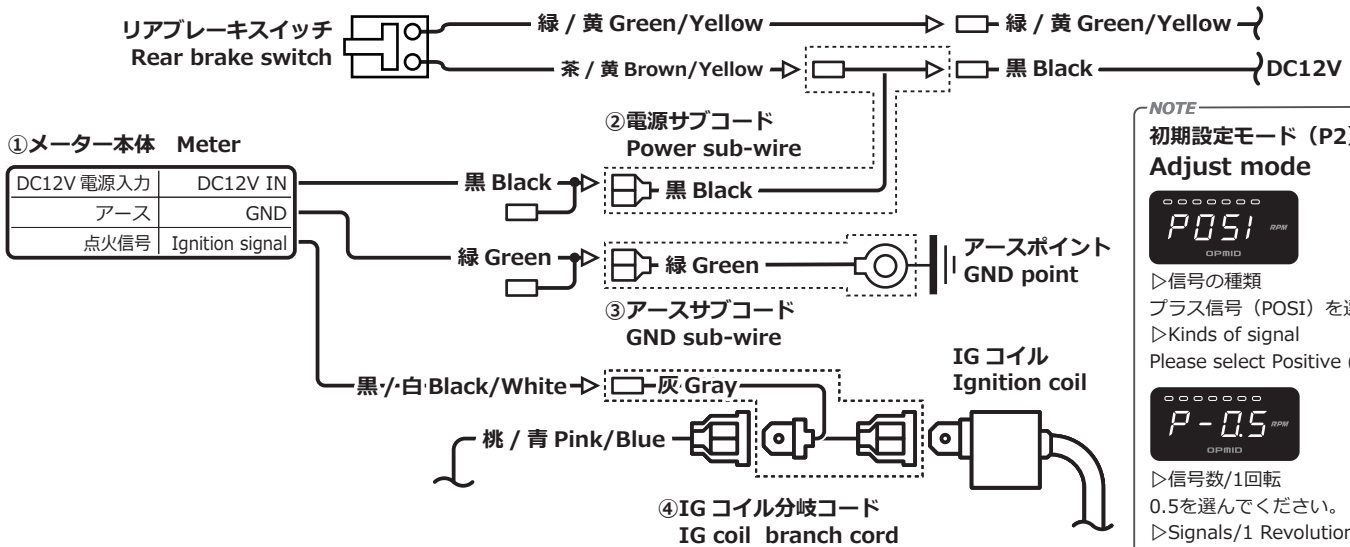 リアブレーキスイッチ
Rear brake switch
緑 / 黄 Green/Yellow
緑 / 黄 Green/Yellow
茶 / 黄 Brown/Yellow
黒 Black
DC12V
①メーター本体 Meter
DC12V 電源入力 DC12V IN
アース GND
点火信号 Ignition signal
②電源サブコード
Power sub-wire
黒 Black
黒 Black
緑 Green
緑 Green
アースポイント
GND point
③アースサブコード
GND sub-wire
黒 / 白 Black/White
灰 Gray
IG コイル
Ignition coil
桃 / 青 Pink/Blue
④IG コイル分岐コード
IG coil branch cord
NOTE
初期設定モード（P2）
Adjust mode
POSI RPM
OPMID
▷信号の種類
プラス信号（POSI）を
▷Kinds of signal
Please select Positive (
P-0.5 RPM
OPMID
▷信号数/1回転
0.5を選んでください。
▷Signals/1 Revolution